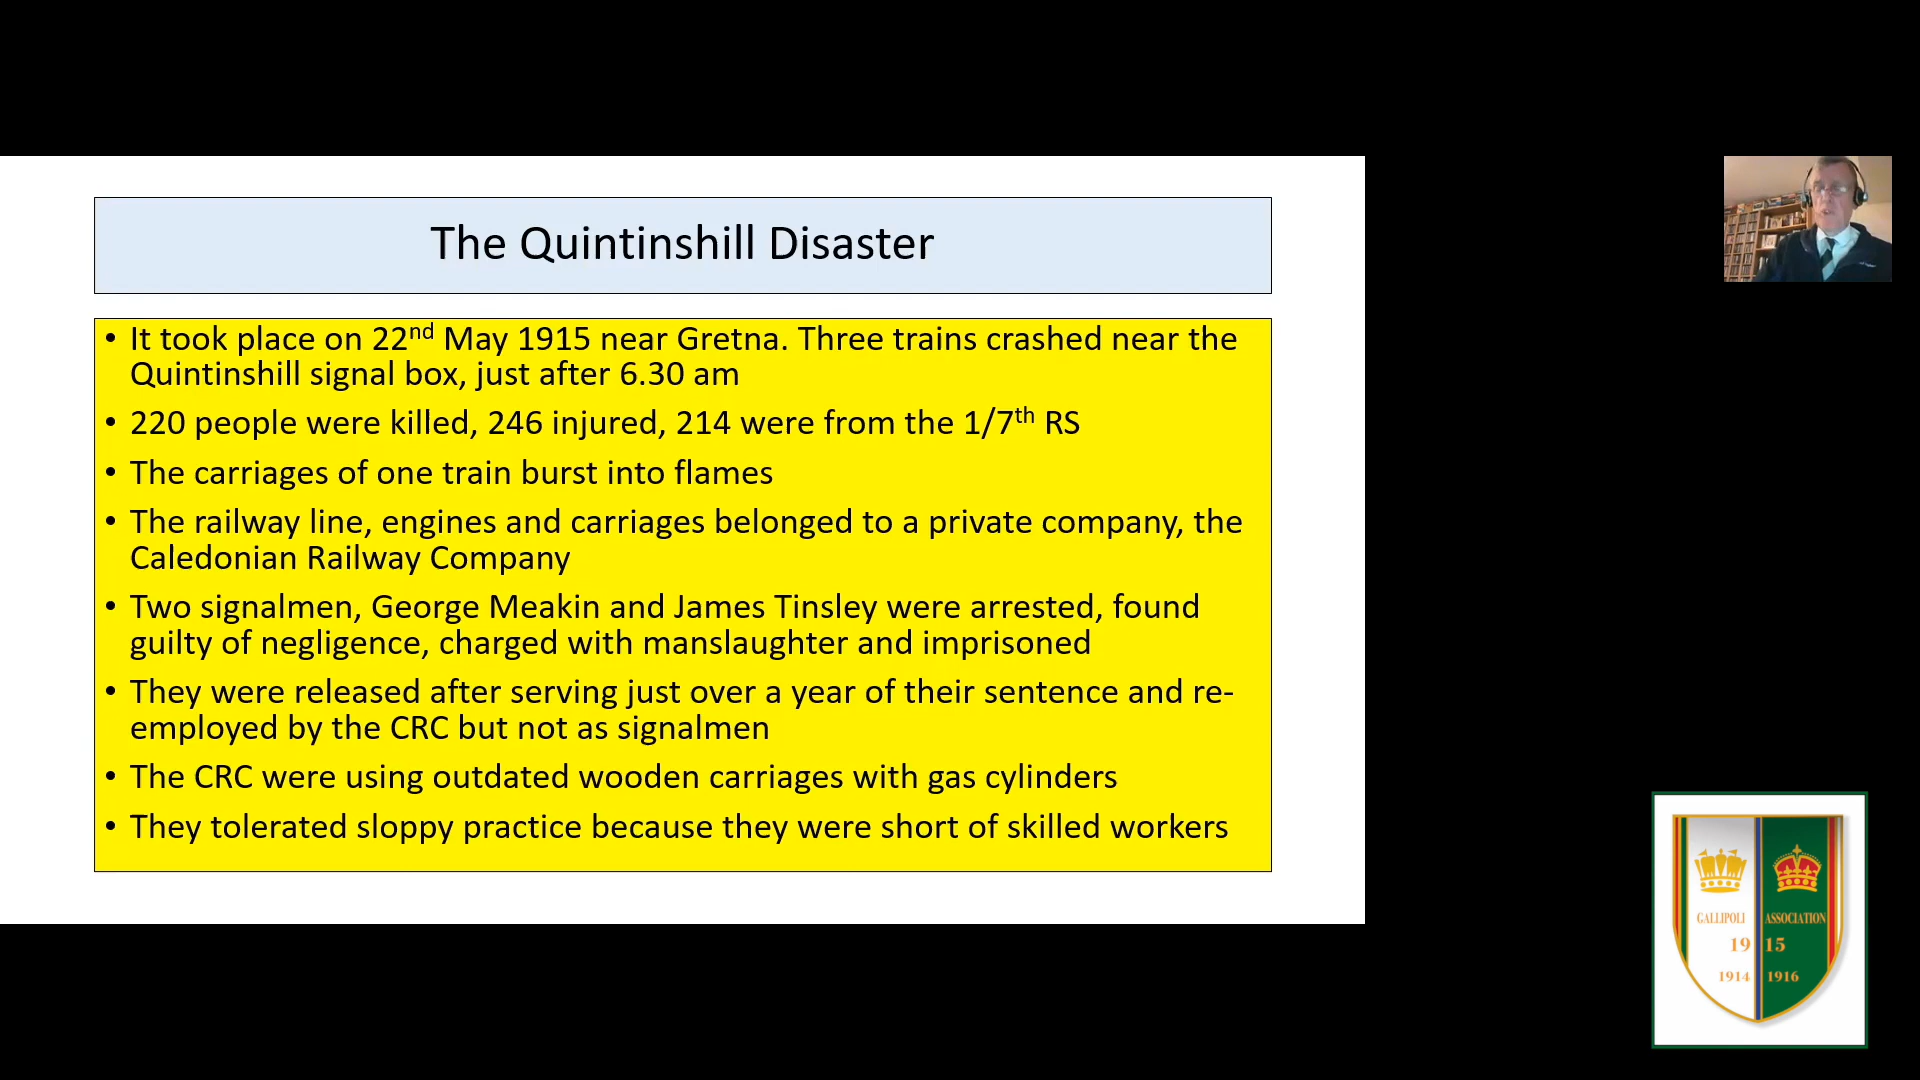 The Quintinshill Disaster
• It took place on 22nd May 1915 near Gretna. Three trains crashed near the
Quintinshill signal box, just after 6.30 am
• 220 people were killed, 246 injured, 214 were from the 1/7th RS
• The carriages of one train burst into flames
• The railway line, engines and carriages belonged to a private company, the
Caledonian Railway Company
• Two signalmen, George Meakin and James Tinsley were arrested, found
guilty of negligence, charged with manslaughter and imprisoned
• They were released after serving just over a year of their sentence and re-
employed by the CRC but not as signalmen
• The CRC were using outdated wooden carriages with gas cylinders
• They tolerated sloppy practice because they were short of skilled workers
GALLIPOLI ASSOCIATION
19 15
1914 1916